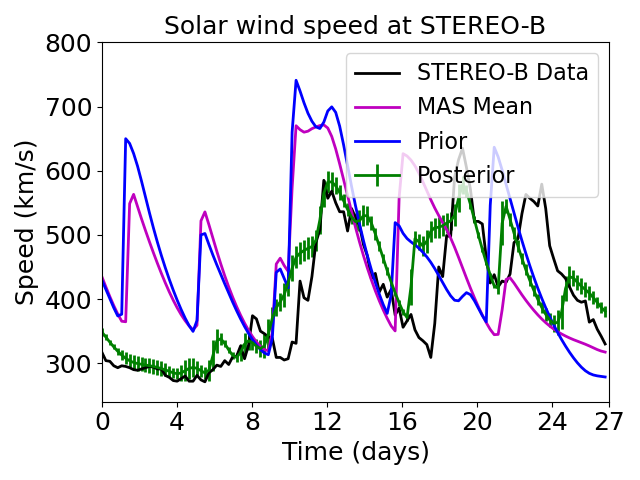 Solar wind speed at STEREO-B
800
700
600
500
400
300
Speed (km/s)
STEREO-B Data
MAS Mean
Prior
Posterior
0 4 8 12 16 20 24 27
Time (days)